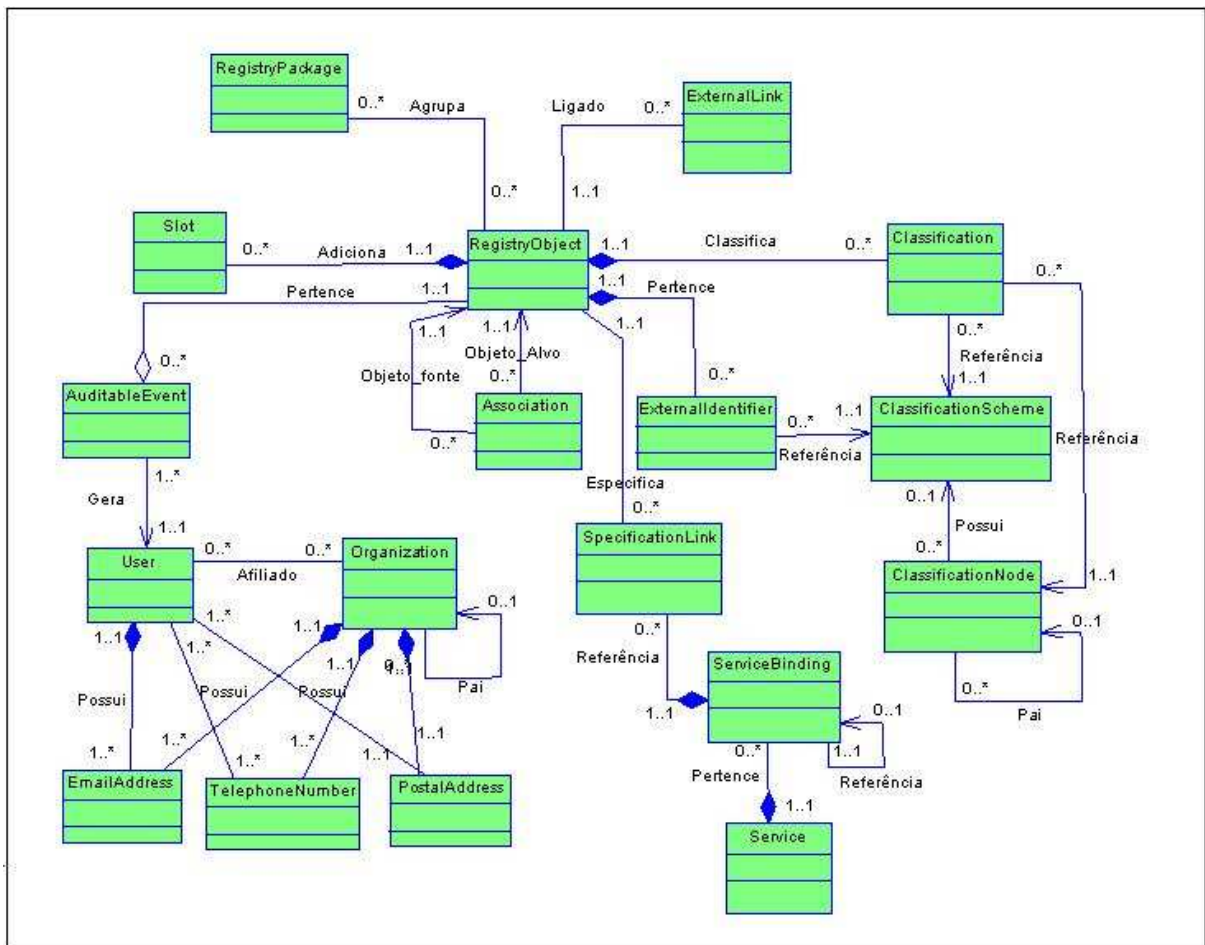 RegistryPackage
0..*
Agrupa
Ligado
0..*
ExternalLink
0..*
1..1
Slot
0..*
Adiciona
1..1
RegistryObject
1..1
Classifica
0..*
Classification
Pertence
1..1
1..1
Pertence
0..*
1..1
1..1
1..1
0..*
Objeto_Alvo
Referência
0..*
Objeto_fonte
0..*
0..*
1..1
AuditableEvent
Association
ExternalIdentifier
1..1
ClassificationScheme
0..*
0..*
Referência
Referência
1..*
Especifica
Gera
0..*
0..1
1..1
Possui
User
0..*
0..*
Organization
SpecificationLink
0..*
Afiliado
ClassificationNode
1..1
0..1
1..*
1..1
1..1
1..*
0..*
0..1
1..1
1..1
Referência
ServiceBinding
Possui
Possui
Possui
Pai
0..*
Pai
1..1
0..1
1..*
1..*
1..*
1..*
1..1
1..1
0..*
1..1
EmailAddress
TelephoneNumber
PostalAddress
Pertence
Referência
1..1
Service